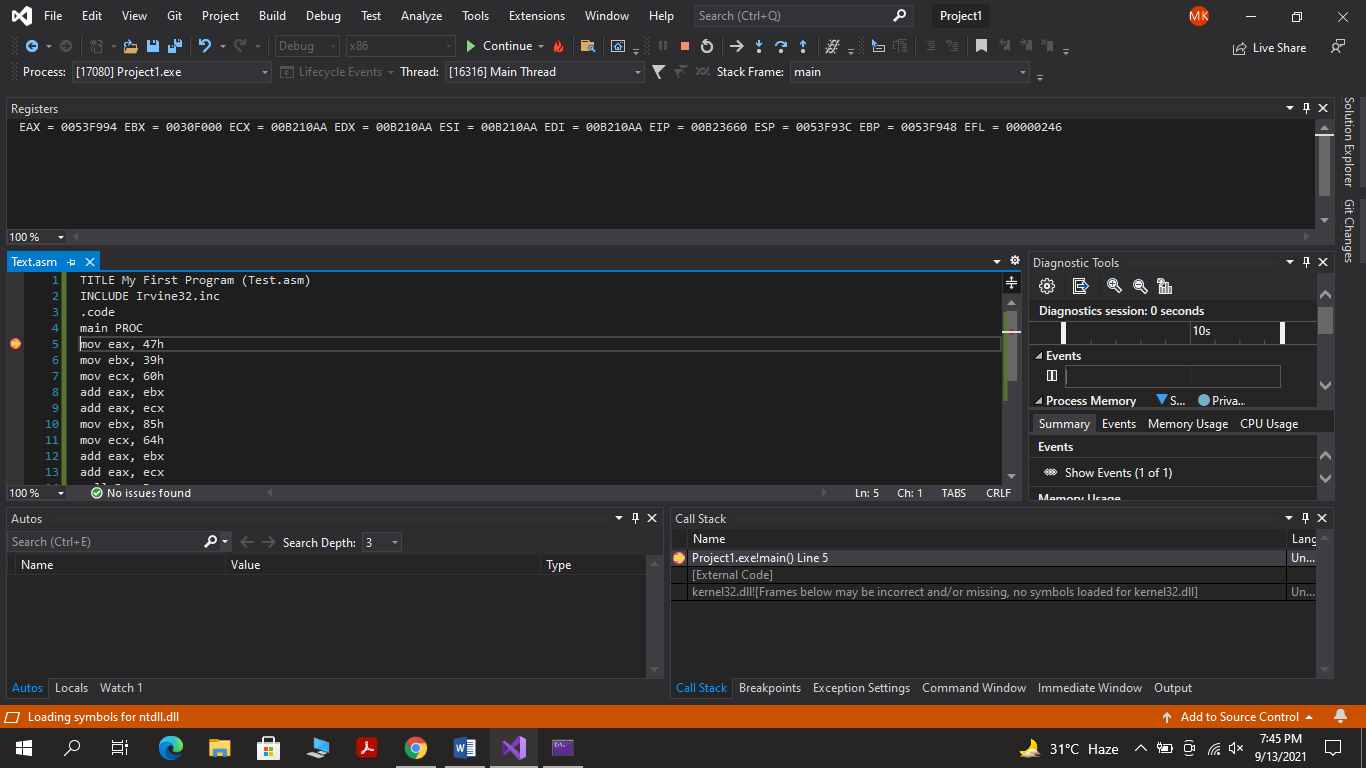 File Edit View Git Project Build Debug Test Analyze Tools Extensions Window Help Search (Ctrl+Q) Project1 MK
Debug x86 Continue Live Share
Process: [17080] Project1.exe Lifecycle Events Thread: [16316] Main Thread Stack Frame: main
Registers
EAX = 0053F994 EBX = 0030F000 ECX = 00B210AA EDX = 00B210AA ESI = 00B210AA EDI = 00B210AA EIP = 00B23660 ESP = 0053F93C EBP = 0053F948 EFL = 00000246
100 %
Solution Explorer
Git Changes
Text.asm
1 TITLE My First Program (Test.asm)
2 INCLUDE Irvine32.inc
3 .code
4 main PROC
5 mov eax, 47h
6 mov ebx, 39h
7 mov ecx, 60h
8 add eax, ebx
9 add eax, ecx
10 mov ebx, 85h
11 mov ecx, 64h
12 add eax, ebx
13 add eax, ecx
100 % No issues found Ln: 5 Ch: 1 TABS CRLF
Diagnostic Tools
Diagnostics session: 0 seconds
10s
Events
Process Memory S... Priva...
Summary Events Memory Usage CPU Usage
Events
Show Events (1 of 1)
Memory Usage
Autos
Search (Ctrl+E) Search Depth: 3
Name Value Type
Autos Locals Watch 1
Call Stack
Name Lang
Project1.exe!main() Line 5 Un...
[External Code]
kernel32.dll![Frames below may be incorrect and/or missing, no symbols loaded for kernel32.dll] Un...
Call Stack Breakpoints Exception Settings Command Window Immediate Window Output
Loading symbols for ntdll.dll Add to Source Control
31°C Haze 7:45 PM
9/13/2021